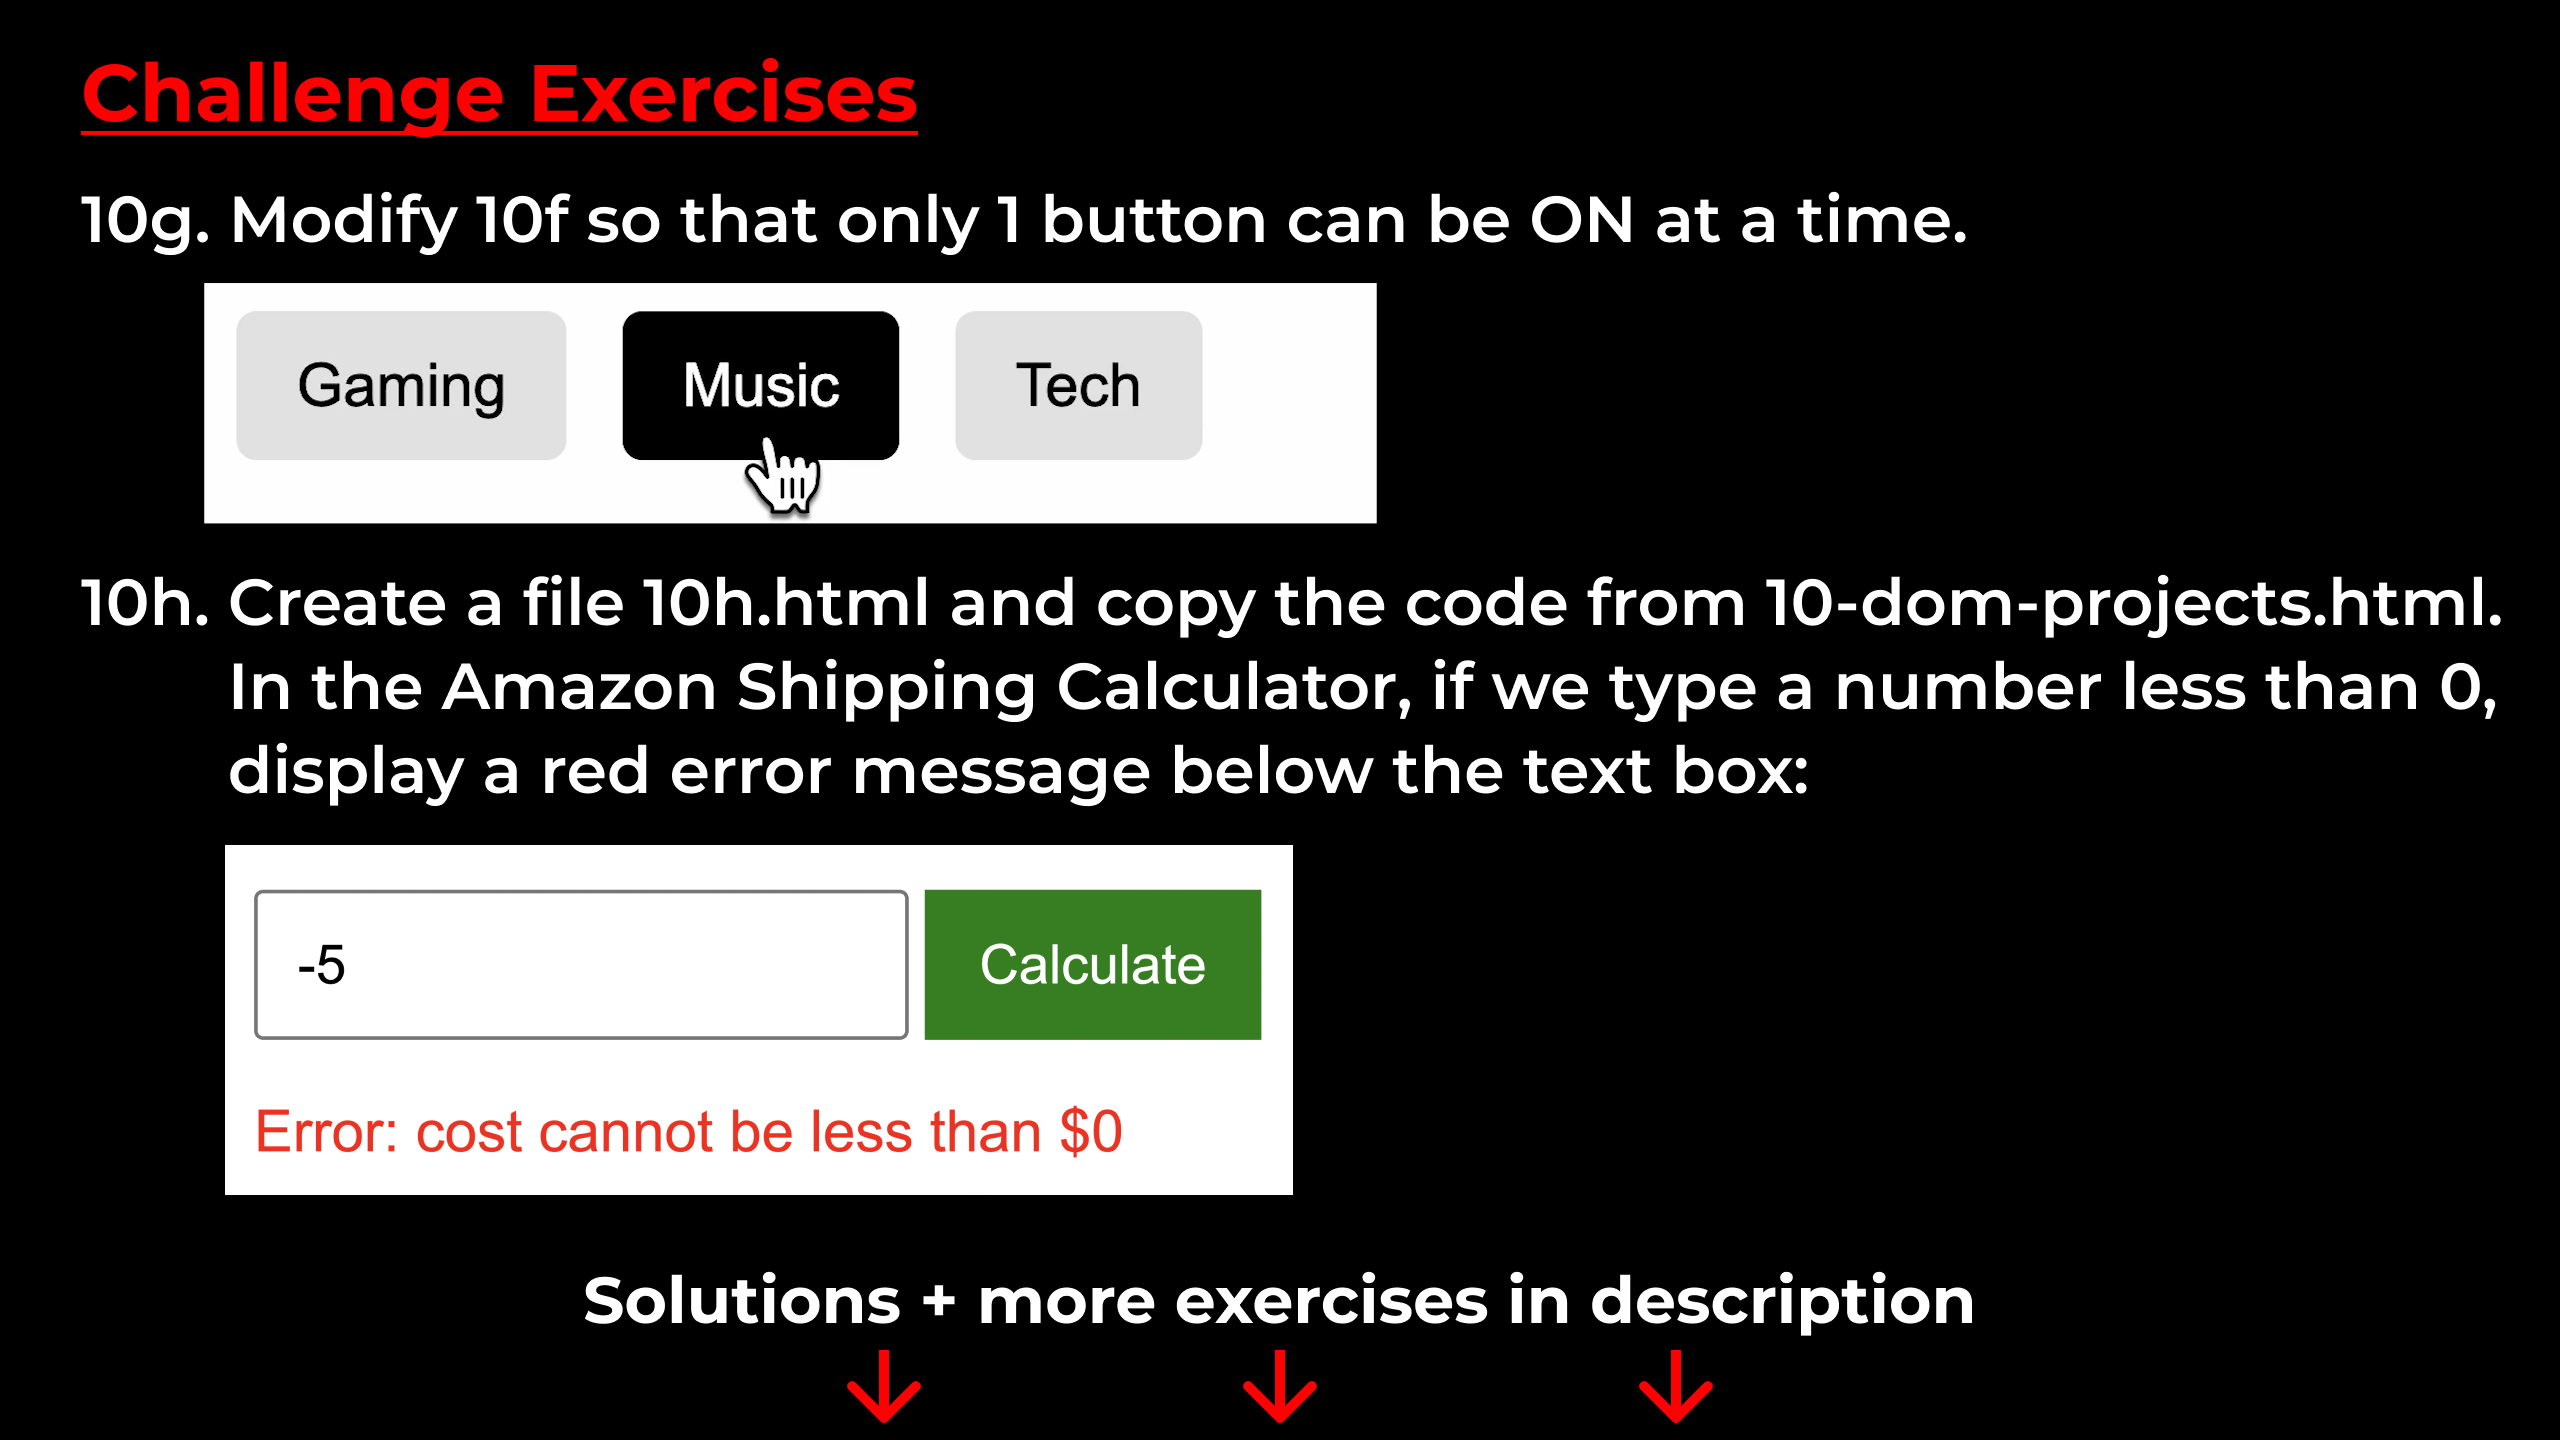 Challenge Exercises
10g. Modify 10f so that only 1 button can be ON at a time.
Gaming Music Tech
10h. Create a file 10h.html and copy the code from 10-dom-projects.html.
In the Amazon Shipping Calculator, if we type a number less than 0,
display a red error message below the text box:
-5 Calculate
Error: cost cannot be less than $0
Solutions + more exercises in description